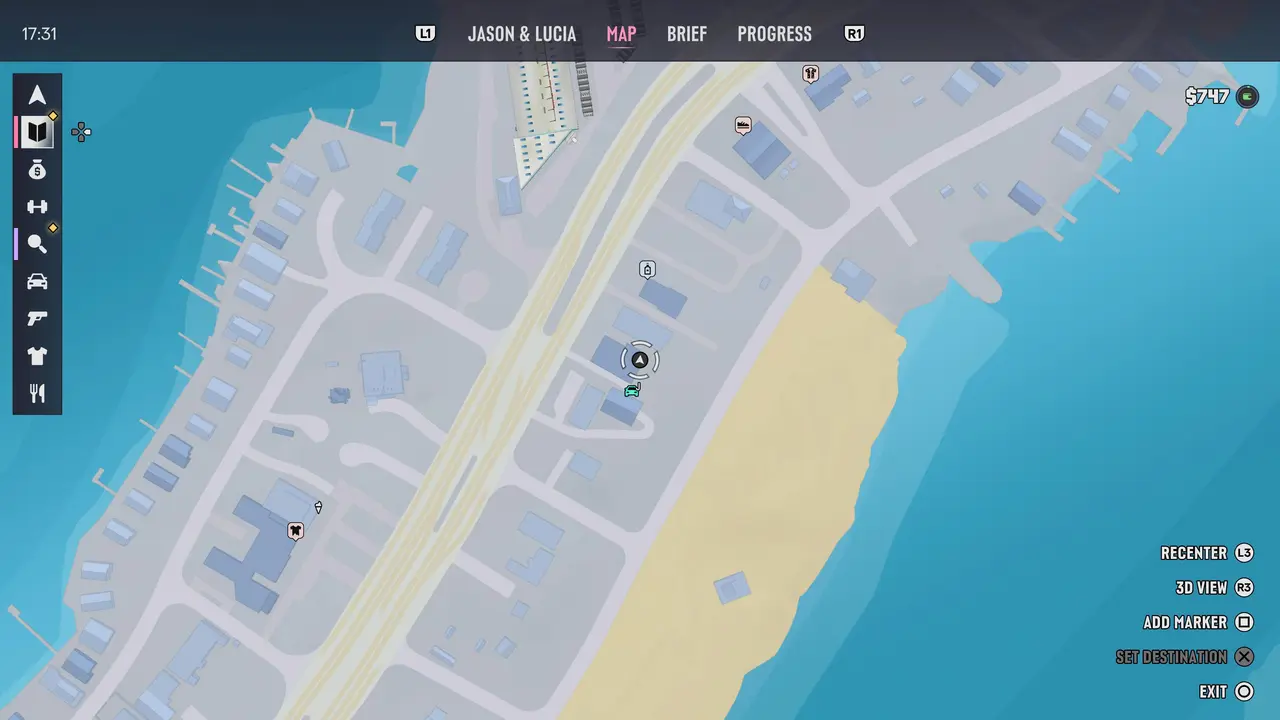 17:31
L1 JASON & LUCIA MAP BRIEF PROGRESS R1
$747
RECENTER L3
3D VIEW R3
ADD MARKER
SET DESTINATION
EXIT